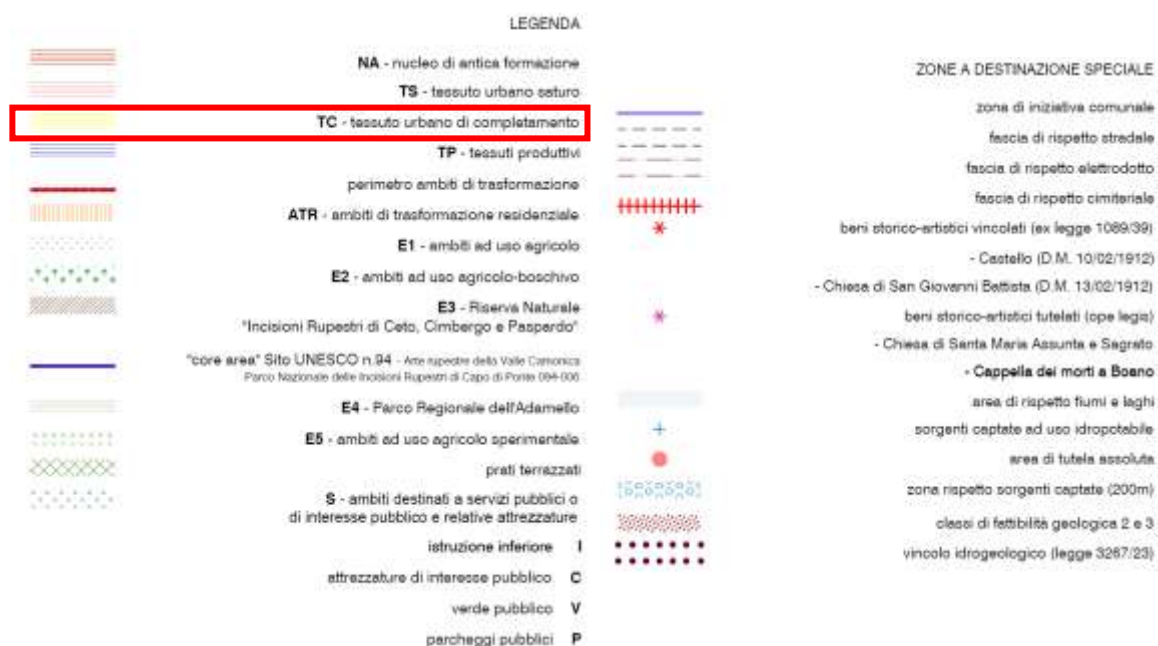 LEGENDA
NA - nucleo di antica formazione
TS - tessuto urbano saturo
TC - tessuto urbano di completamento
TP - tessuti produttivi
perimetro ambiti di trasformazione
ATR - ambiti di trasformazione residenziale
E1 - ambiti ad uso agricolo
E2 - ambiti ad uso agricolo-boschivo
E3 - Riserva Naturale
"Incisioni Rupestri di Ceto, Cimbergo e Paspardo"
"core area" Sito UNESCO n.94 - Arte rupestre della Valle Camonica
Parco Nazionale delle Incisioni Rupestri di Capo di Ponte 094-006
E4 - Parco Regionale dell'Adamello
E5 - ambiti ad uso agricolo sperimentale
prati terrazzati
S - ambiti destinati a servizi pubblici o
di interesse pubblico e relative attrezzature
istruzione inferiore I
attrezzature di interesse pubblico C
verde pubblico V
parcheggi pubblici P
ZONE A DESTINAZIONE SPECIALE
zona di iniziativa comunale
fascia di rispetto stradale
fascia di rispetto elettrodotto
fascia di rispetto cimiteriale
beni storico-artistici vincolati (ex legge 1089/39)
- Castello (D.M. 10/02/1912)
- Chiesa di San Giovanni Battista (D.M. 13/02/1912)
beni storico-artistici tutelati (ope legis)
- Chiesa di Santa Maria Assunta e Sagrato
- Cappella dei morti a Boano
area di rispetto fiumi e laghi
sorgenti captate ad uso idropotabile
area di tutela assoluta
zona rispetto sorgenti captate (200m)
classi di fattibilità geologica 2 e 3
vincolo idrogeologico (legge 3267/23)